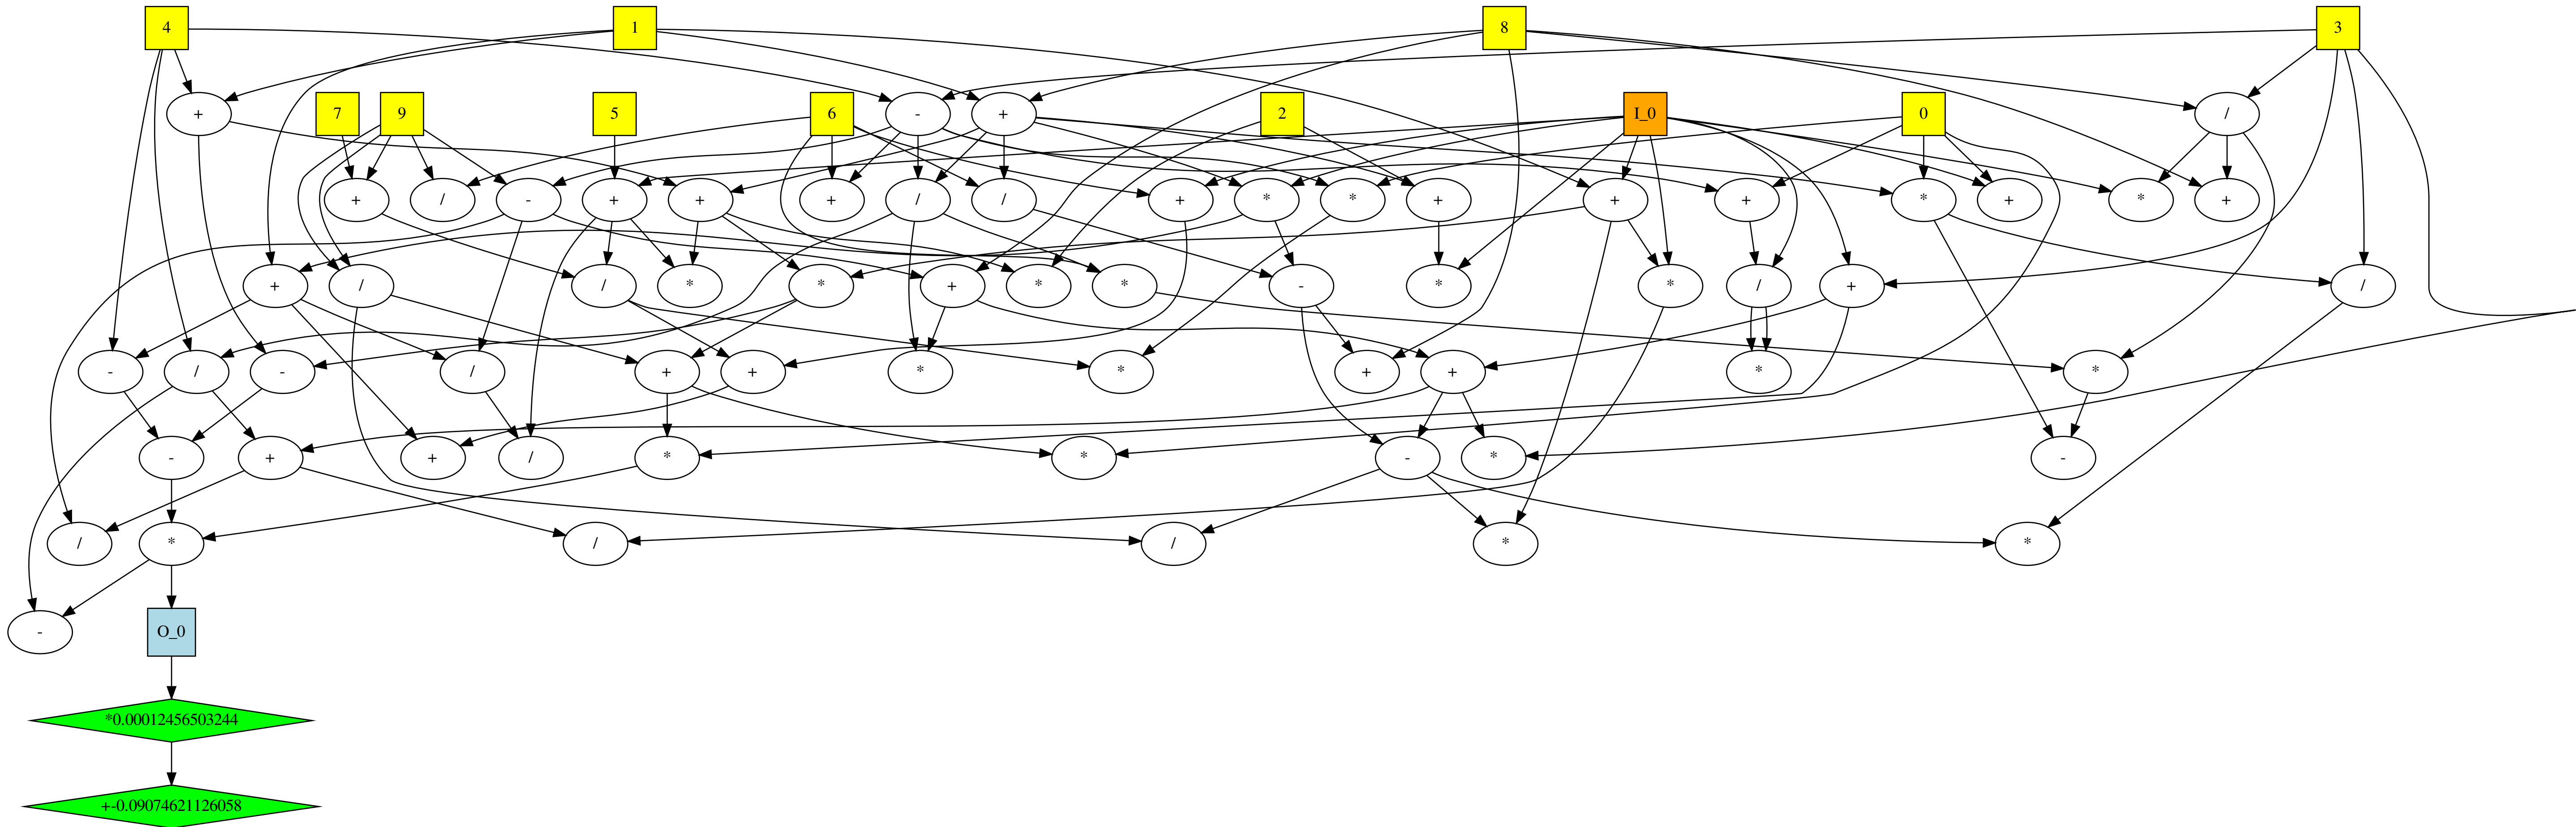 4 1 8 3
+ 7 9 5 6 - + 2 I_0 0 /
+ / - + + + / / + * * + + + * + * +
+ / / * * + * * - * * / + /
- / - / + + * * + + * *
- + + / * * - * -
/ * / / * *
- O_0
*0.00012456503244
+-0.09074621126058